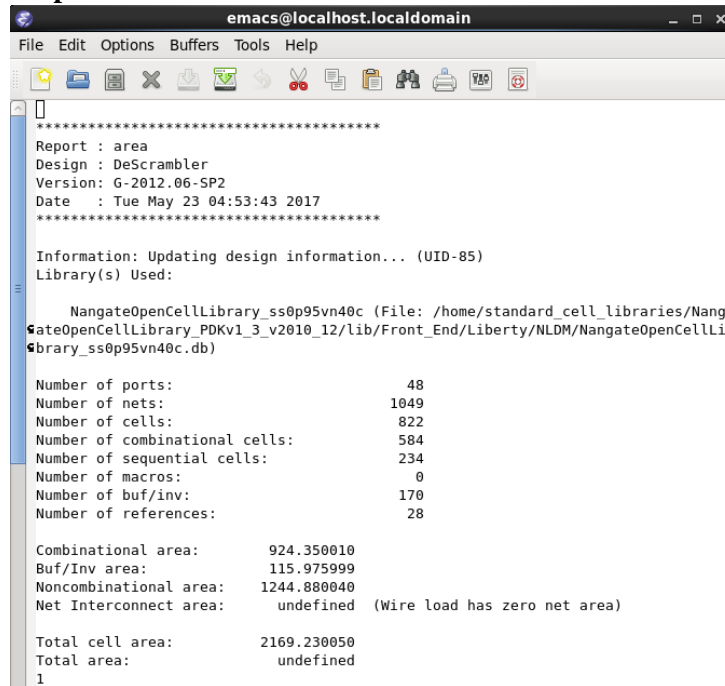 emacs@localhost.localdomain
File Edit Options Buffers Tools Help
****************************************
Report : area
Design : DeScrambler
Version: G-2012.06-SP2
Date   : Tue May 23 04:53:43 2017
****************************************
Information: Updating design information... (UID-85)
Library(s) Used:
NangateOpenCellLibrary_ss0p95vn40c (File: /home/standard_cell_libraries/Nang
ateOpenCellLibrary_PDKv1_3_v2010_12/lib/Front_End/Liberty/NLDM/NangateOpenCellLi
brary_ss0p95vn40c.db)
Number of ports: 48
Number of nets: 1049
Number of cells: 822
Number of combinational cells: 584
Number of sequential cells: 234
Number of macros: 0
Number of buf/inv: 170
Number of references: 28
Combinational area: 924.350010
Buf/Inv area: 115.975999
Noncombinational area: 1244.880040
Net Interconnect area: undefined (Wire load has zero net area)
Total cell area: 2169.230050
Total area: undefined
1